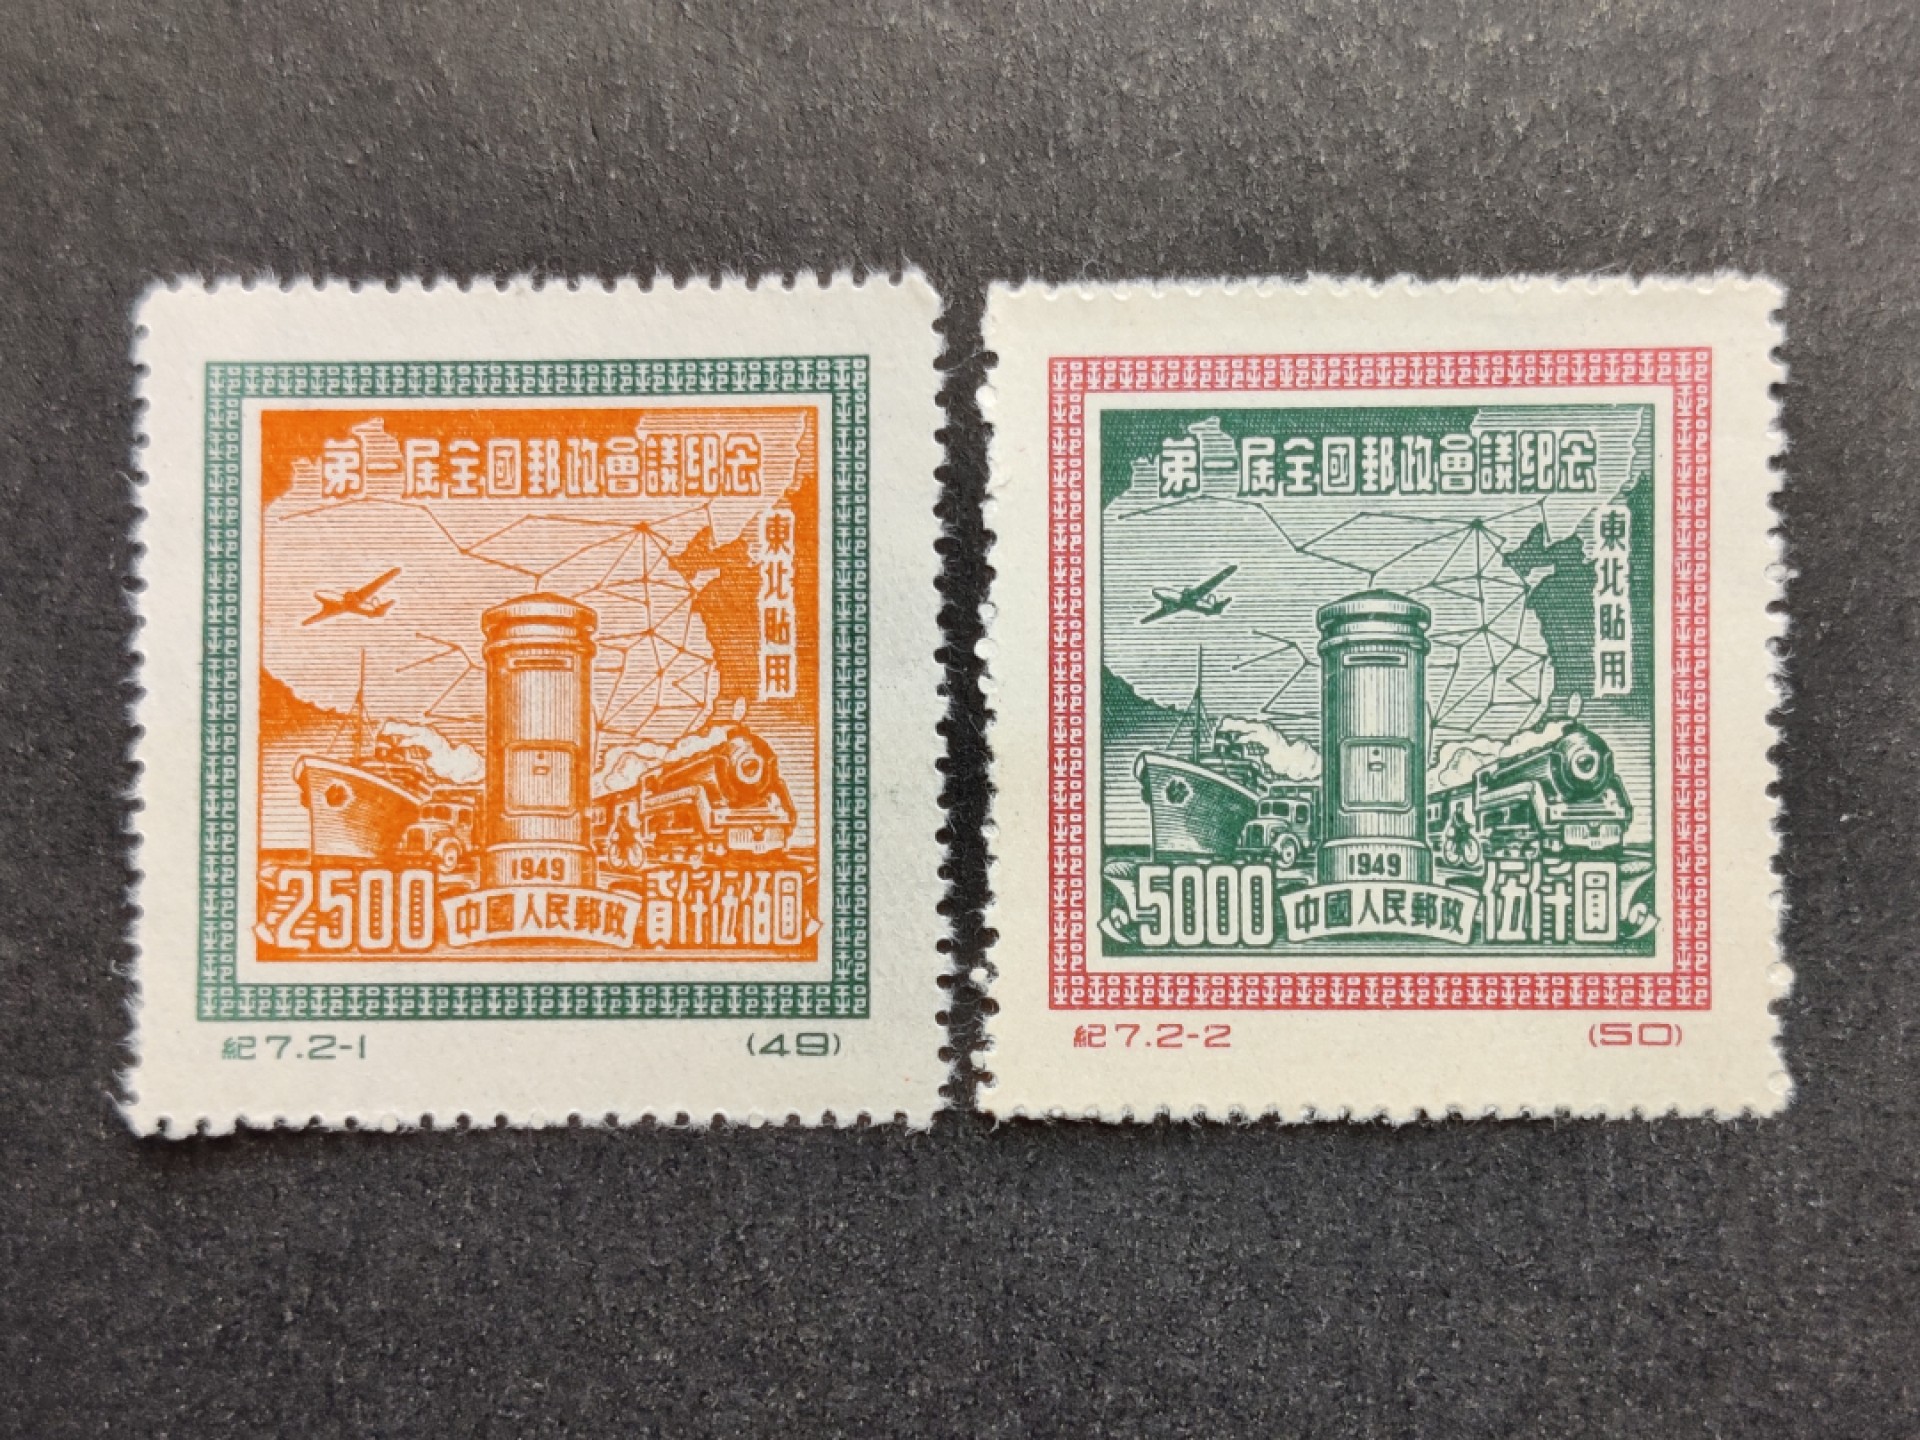 第一届全國郵政會議紀念
東北貼用
1949
2500 中國人民郵政 貳仟伍佰圓
紀7.2-1 (49)
第一届全國郵政會議紀念
東北貼用
1949
5000 中國人民郵政 伍仟圓
紀7.2-2 (50)